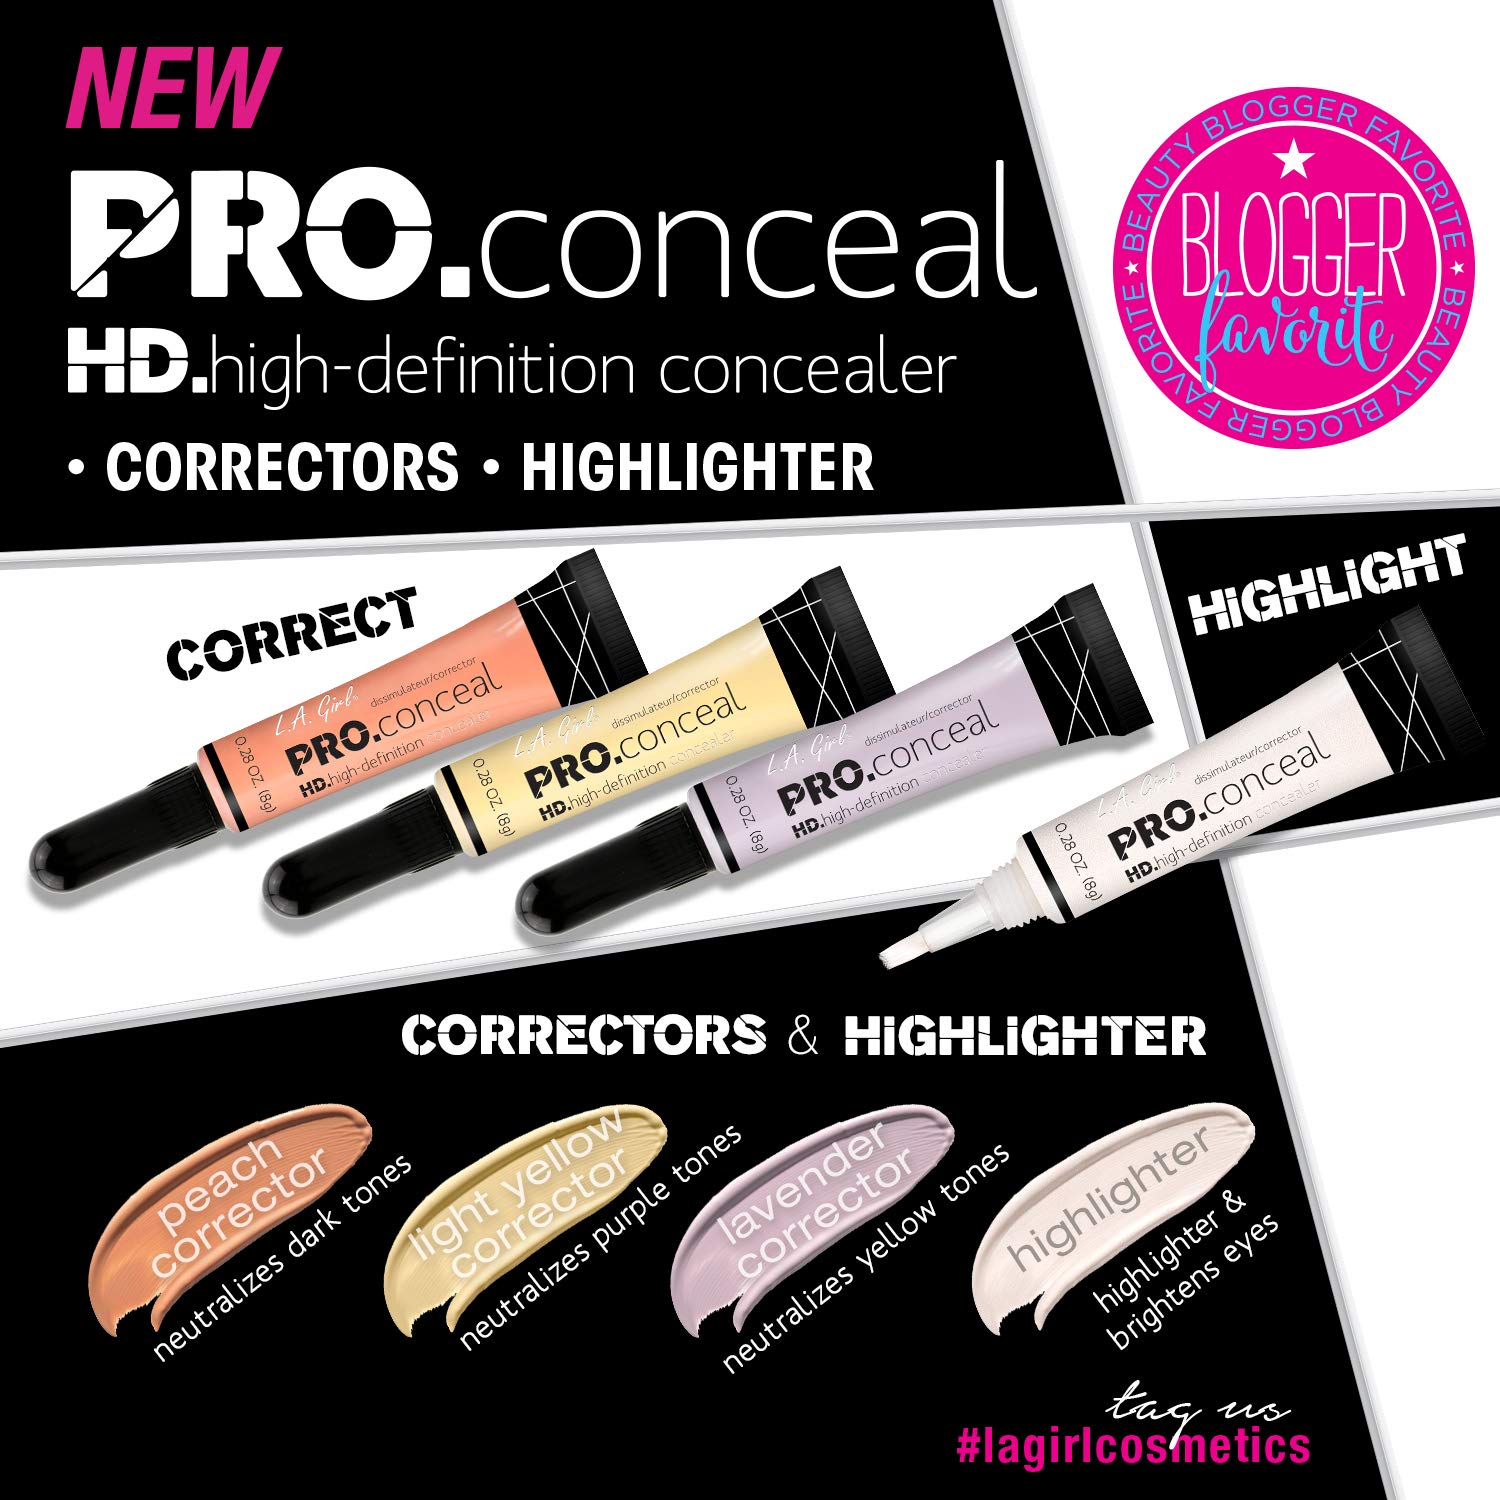 NEW
PRO.conceal
HD.high-definition concealer
• CORRECTORS • HIGHLIGHTER
★ BEAUTY BLOGGER FAVORITE ★ BEAUTY BLOGGER FAVORITE
BLOGGER
favorite
CORRECT
HiGHLiGHT
L.A. Girl®
dissimulateur/corrector
PRO.conceal
HD.high-definition concealer
0.28 OZ. (8g)
L.A. Girl®
dissimulateur/corrector
PRO.conceal
HD.high-definition concealer
0.28 OZ. (8g)
L.A. Girl®
dissimulateur/corrector
PRO.conceal
HD.high-definition concealer
0.28 OZ. (8g)
L.A. Girl®
dissimulateur/corrector
PRO.conceal
HD.high-definition concealer
0.28 OZ. (8g)
CORRECTORS & HiGHLiGHTER
peach
corrector
neutralizes dark tones
light yellow
corrector
neutralizes purple tones
lavender
corrector
neutralizes yellow tones
highlighter
highlighter &
brightens eyes
tag us
#lagirlcosmetics